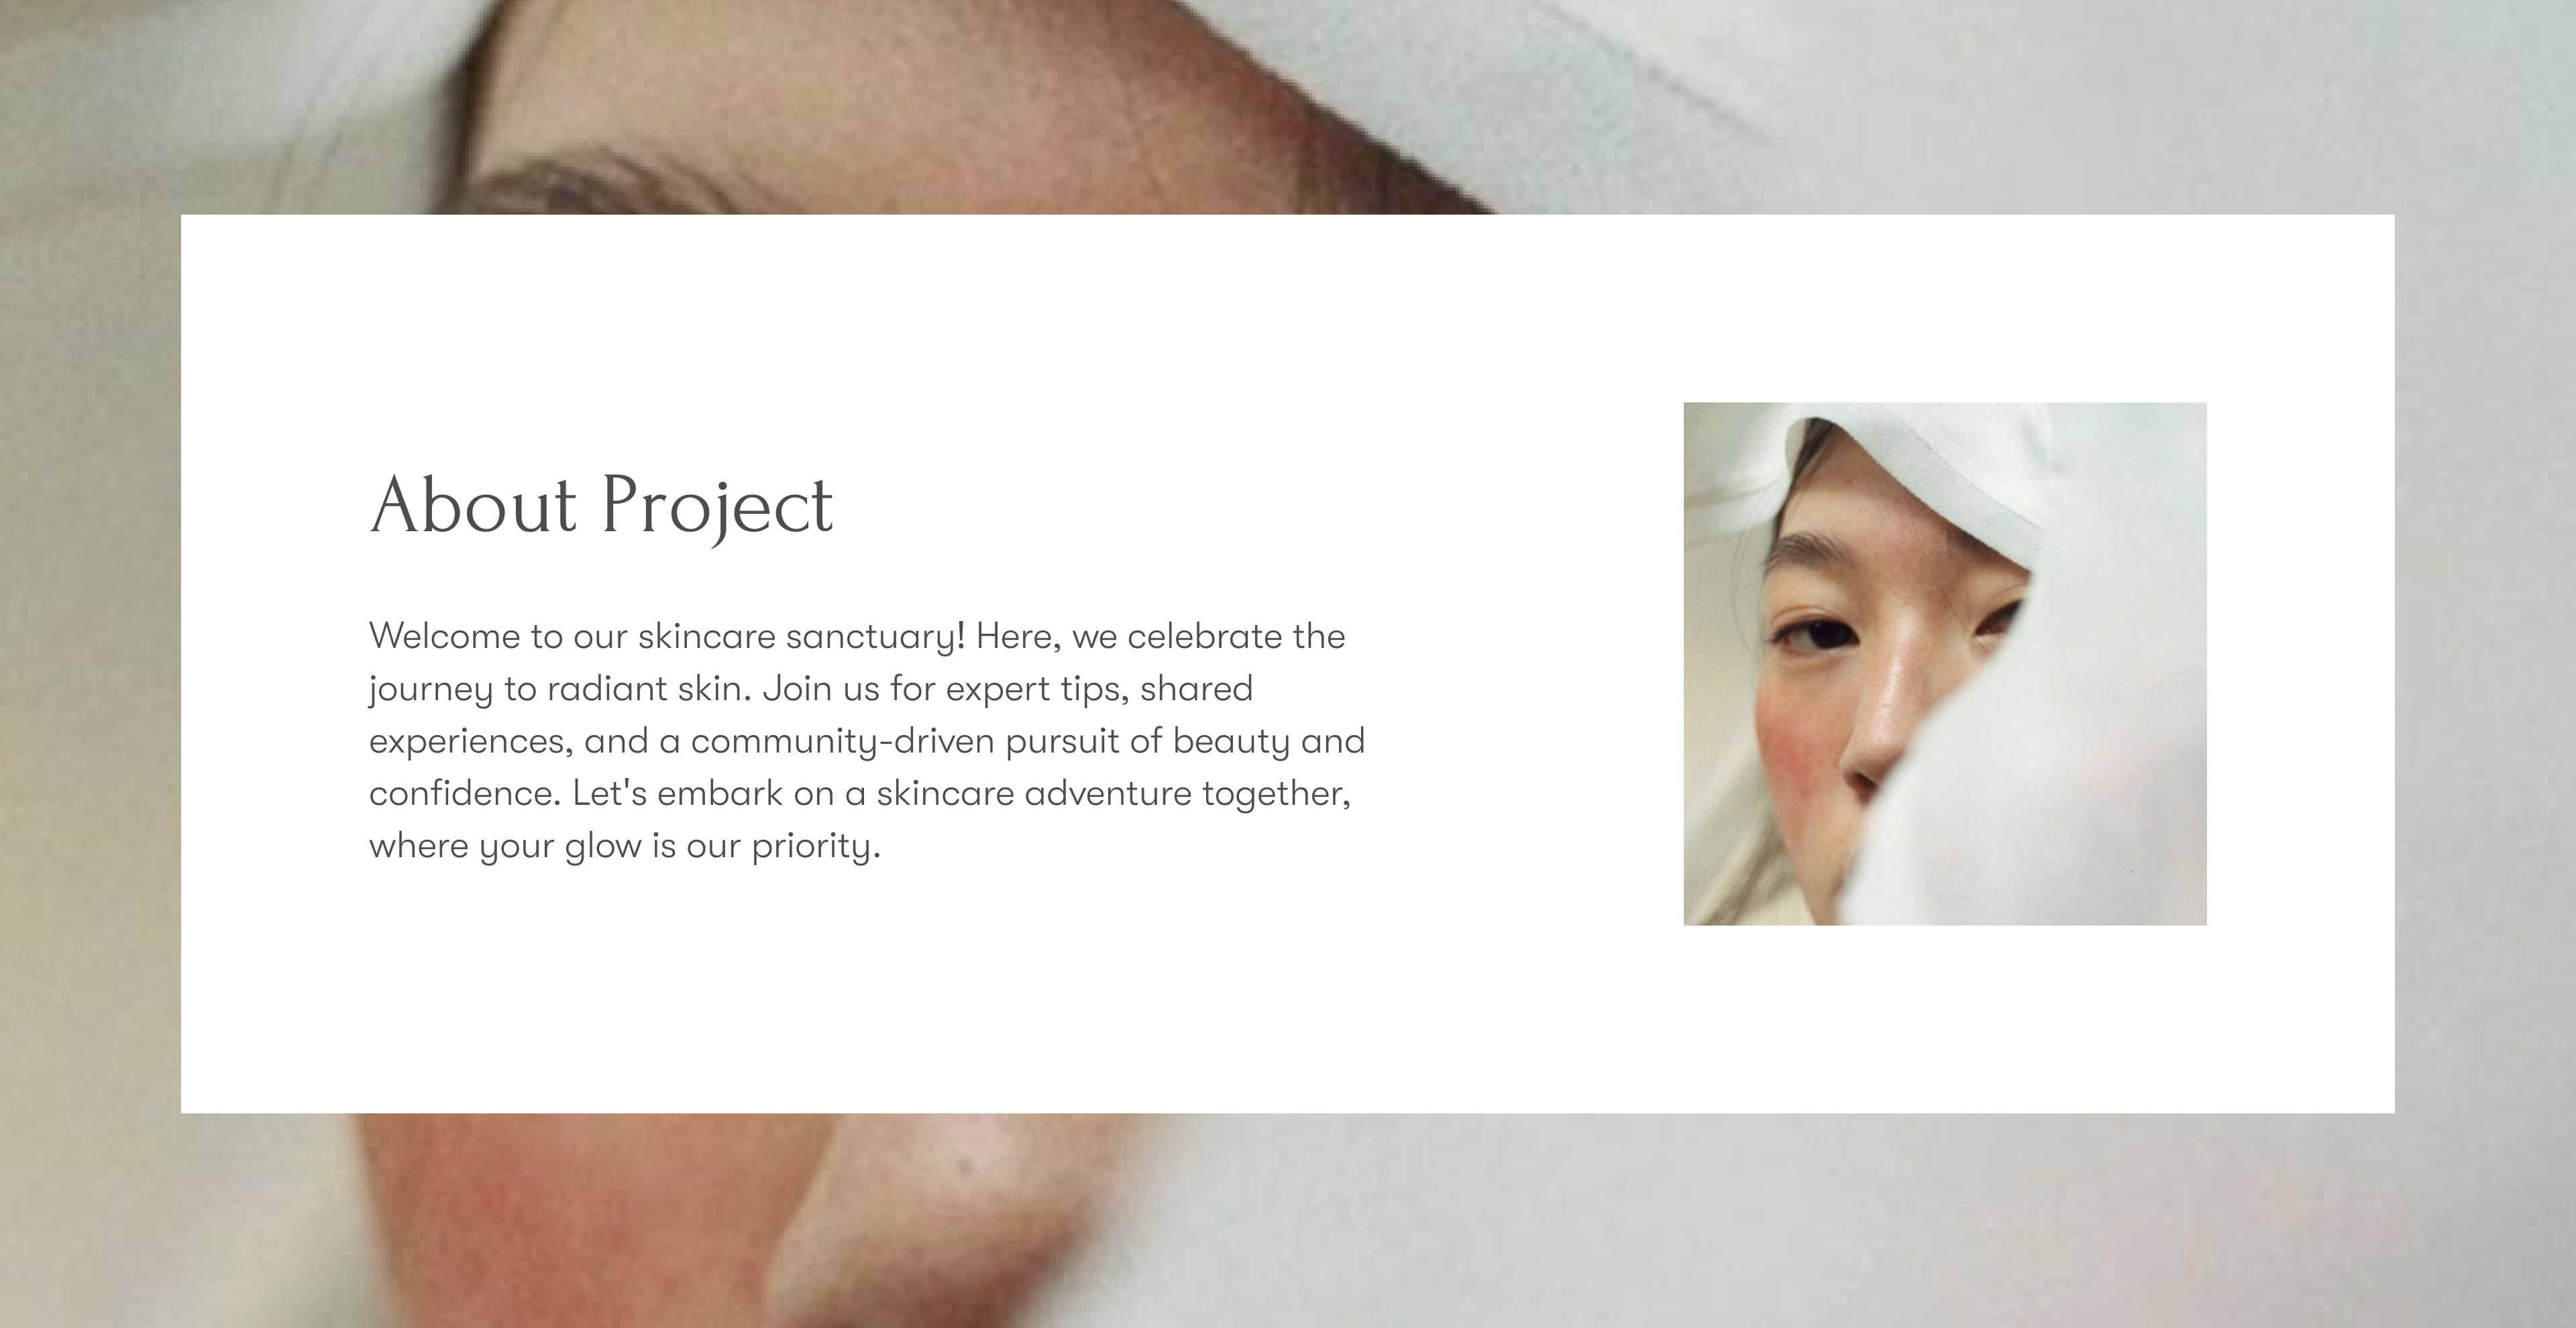 About Project
Welcome to our skincare sanctuary! Here, we celebrate the
journey to radiant skin. Join us for expert tips, shared
experiences, and a community-driven pursuit of beauty and
confidence. Let's embark on a skincare adventure together,
where your glow is our priority.